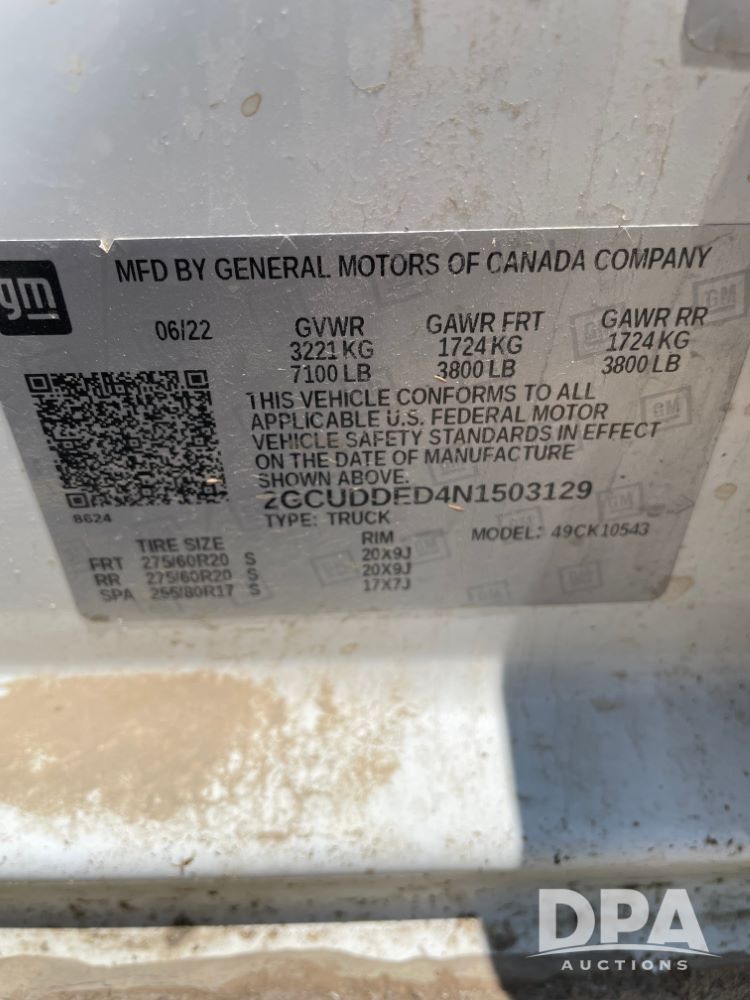 gm
MFD BY GENERAL MOTORS OF CANADA COMPANY
06/22 GVWR GAWR FRT GAWR RR
3221 KG 1724 KG 1724 KG
7100 LB 3800 LB 3800 LB
THIS VEHICLE CONFORMS TO ALL
APPLICABLE U.S. FEDERAL MOTOR
VEHICLE SAFETY STANDARDS IN EFFECT
ON THE DATE OF MANUFACTURE
SHOWN ABOVE.
2GCUDDED4N1503129
8624
TYPE: TRUCK MODEL: 49CK10543
TIRE SIZE RIM
FRT 275/60R20 S 20X9J
RR 275/60R20 S 20X9J
SPA 255/80R17 S 17X7J
DPA
AUCTIONS